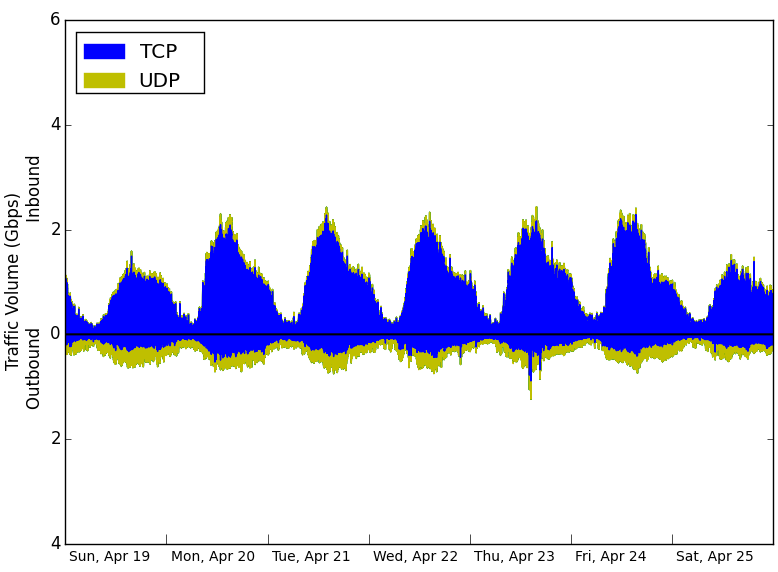 6
4
2
0
2
4
Traffic Volume (Gbps)
Outbound Inbound
TCP
UDP
Sun, Apr 19 Mon, Apr 20 Tue, Apr 21 Wed, Apr 22 Thu, Apr 23 Fri, Apr 24 Sat, Apr 25